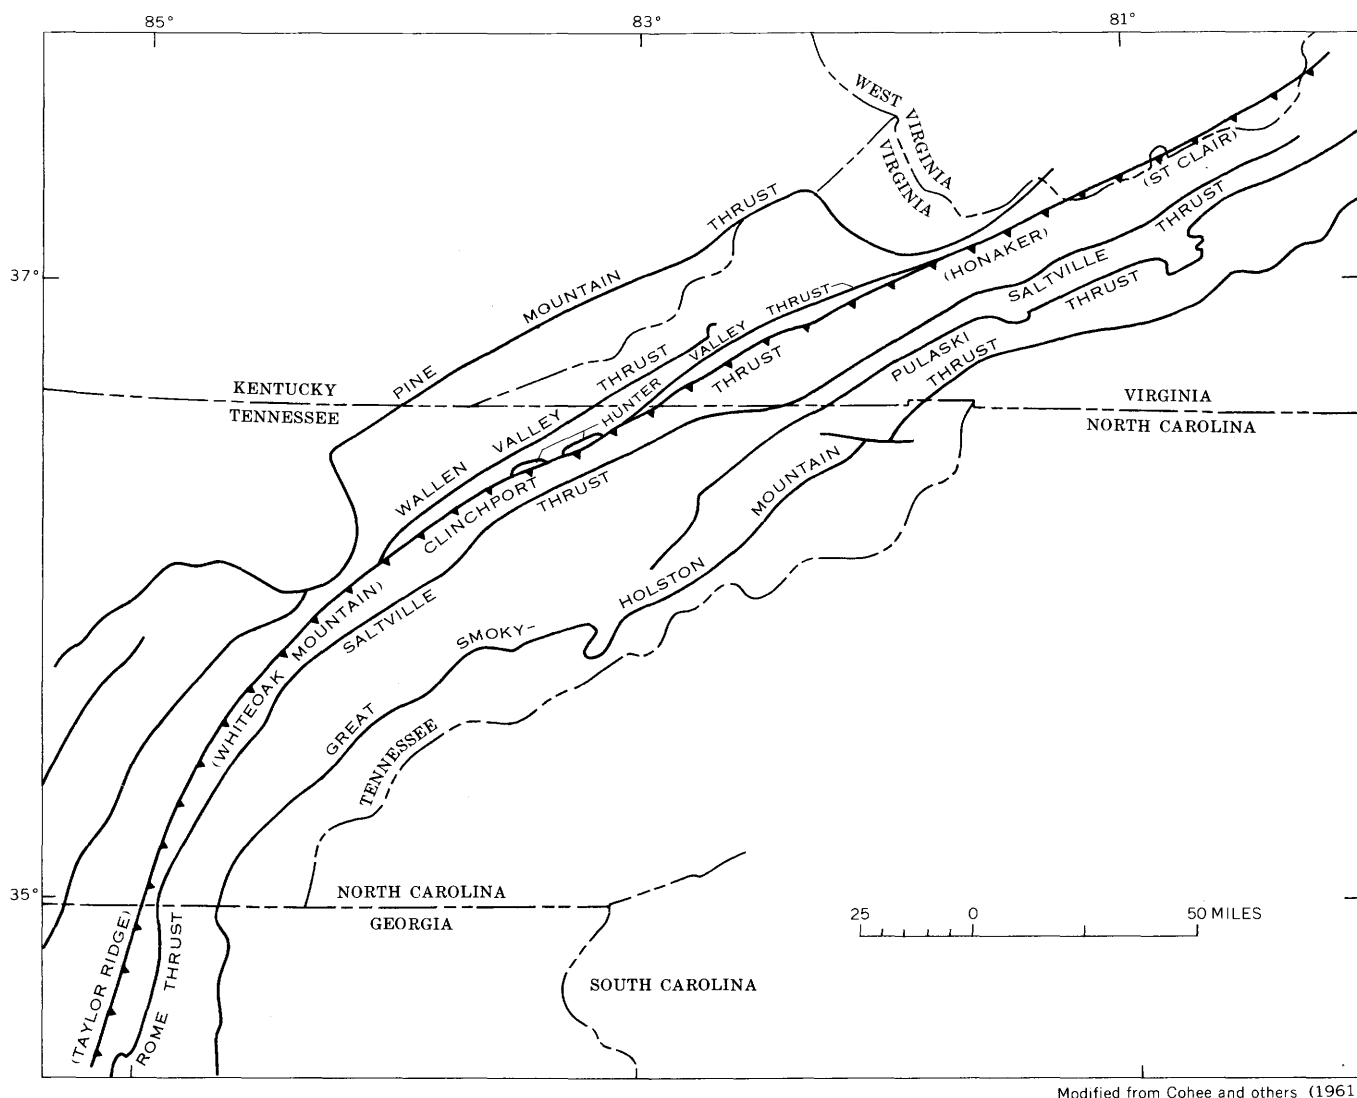 85°
83°
81°
WEST VIRGINIA
VIRGINIA
(ST CLAIR)
PINE MOUNTAIN THRUST
37°
(HONAKER)
SALTVILLE THRUST
HUNTER VALLEY THRUST
WALLEN VALLEY THRUST
PULASKI THRUST
KENTUCKY
TENNESSEE
VIRGINIA
NORTH CAROLINA
CLINCHPORT THRUST
HOLSTON MOUNTAIN THRUST
(WHITEOAK MOUNTAIN)
SALTVILLE THRUST
GREAT SMOKY-
TENNESSEE
35°
NORTH CAROLINA
GEORGIA
25 0 50 MILES
(TAYLOR RIDGE)
ROME THRUST
SOUTH CAROLINA
Modified from Cohee and others (1961